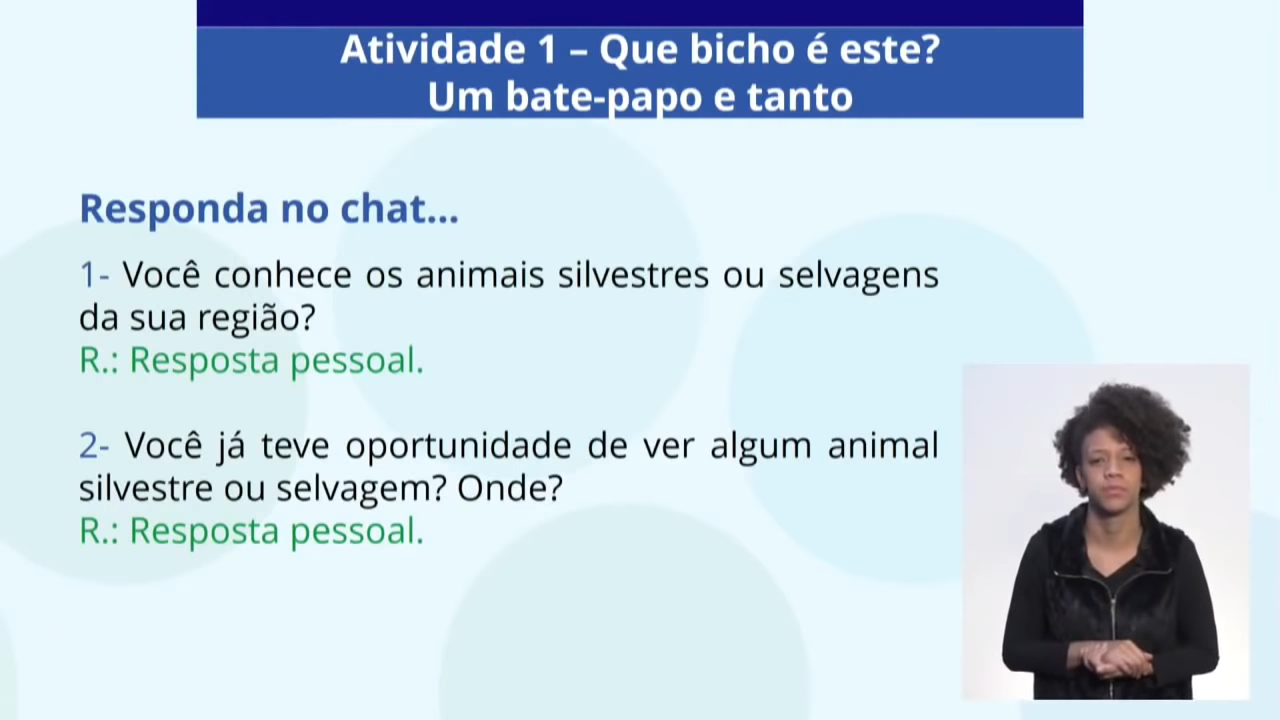 Atividade 1 – Que bicho é este?
Um bate-papo e tanto
Responda no chat...
1- Você conhece os animais silvestres ou selvagens
da sua região?
R.: Resposta pessoal.
2- Você já teve oportunidade de ver algum animal
silvestre ou selvagem? Onde?
R.: Resposta pessoal.